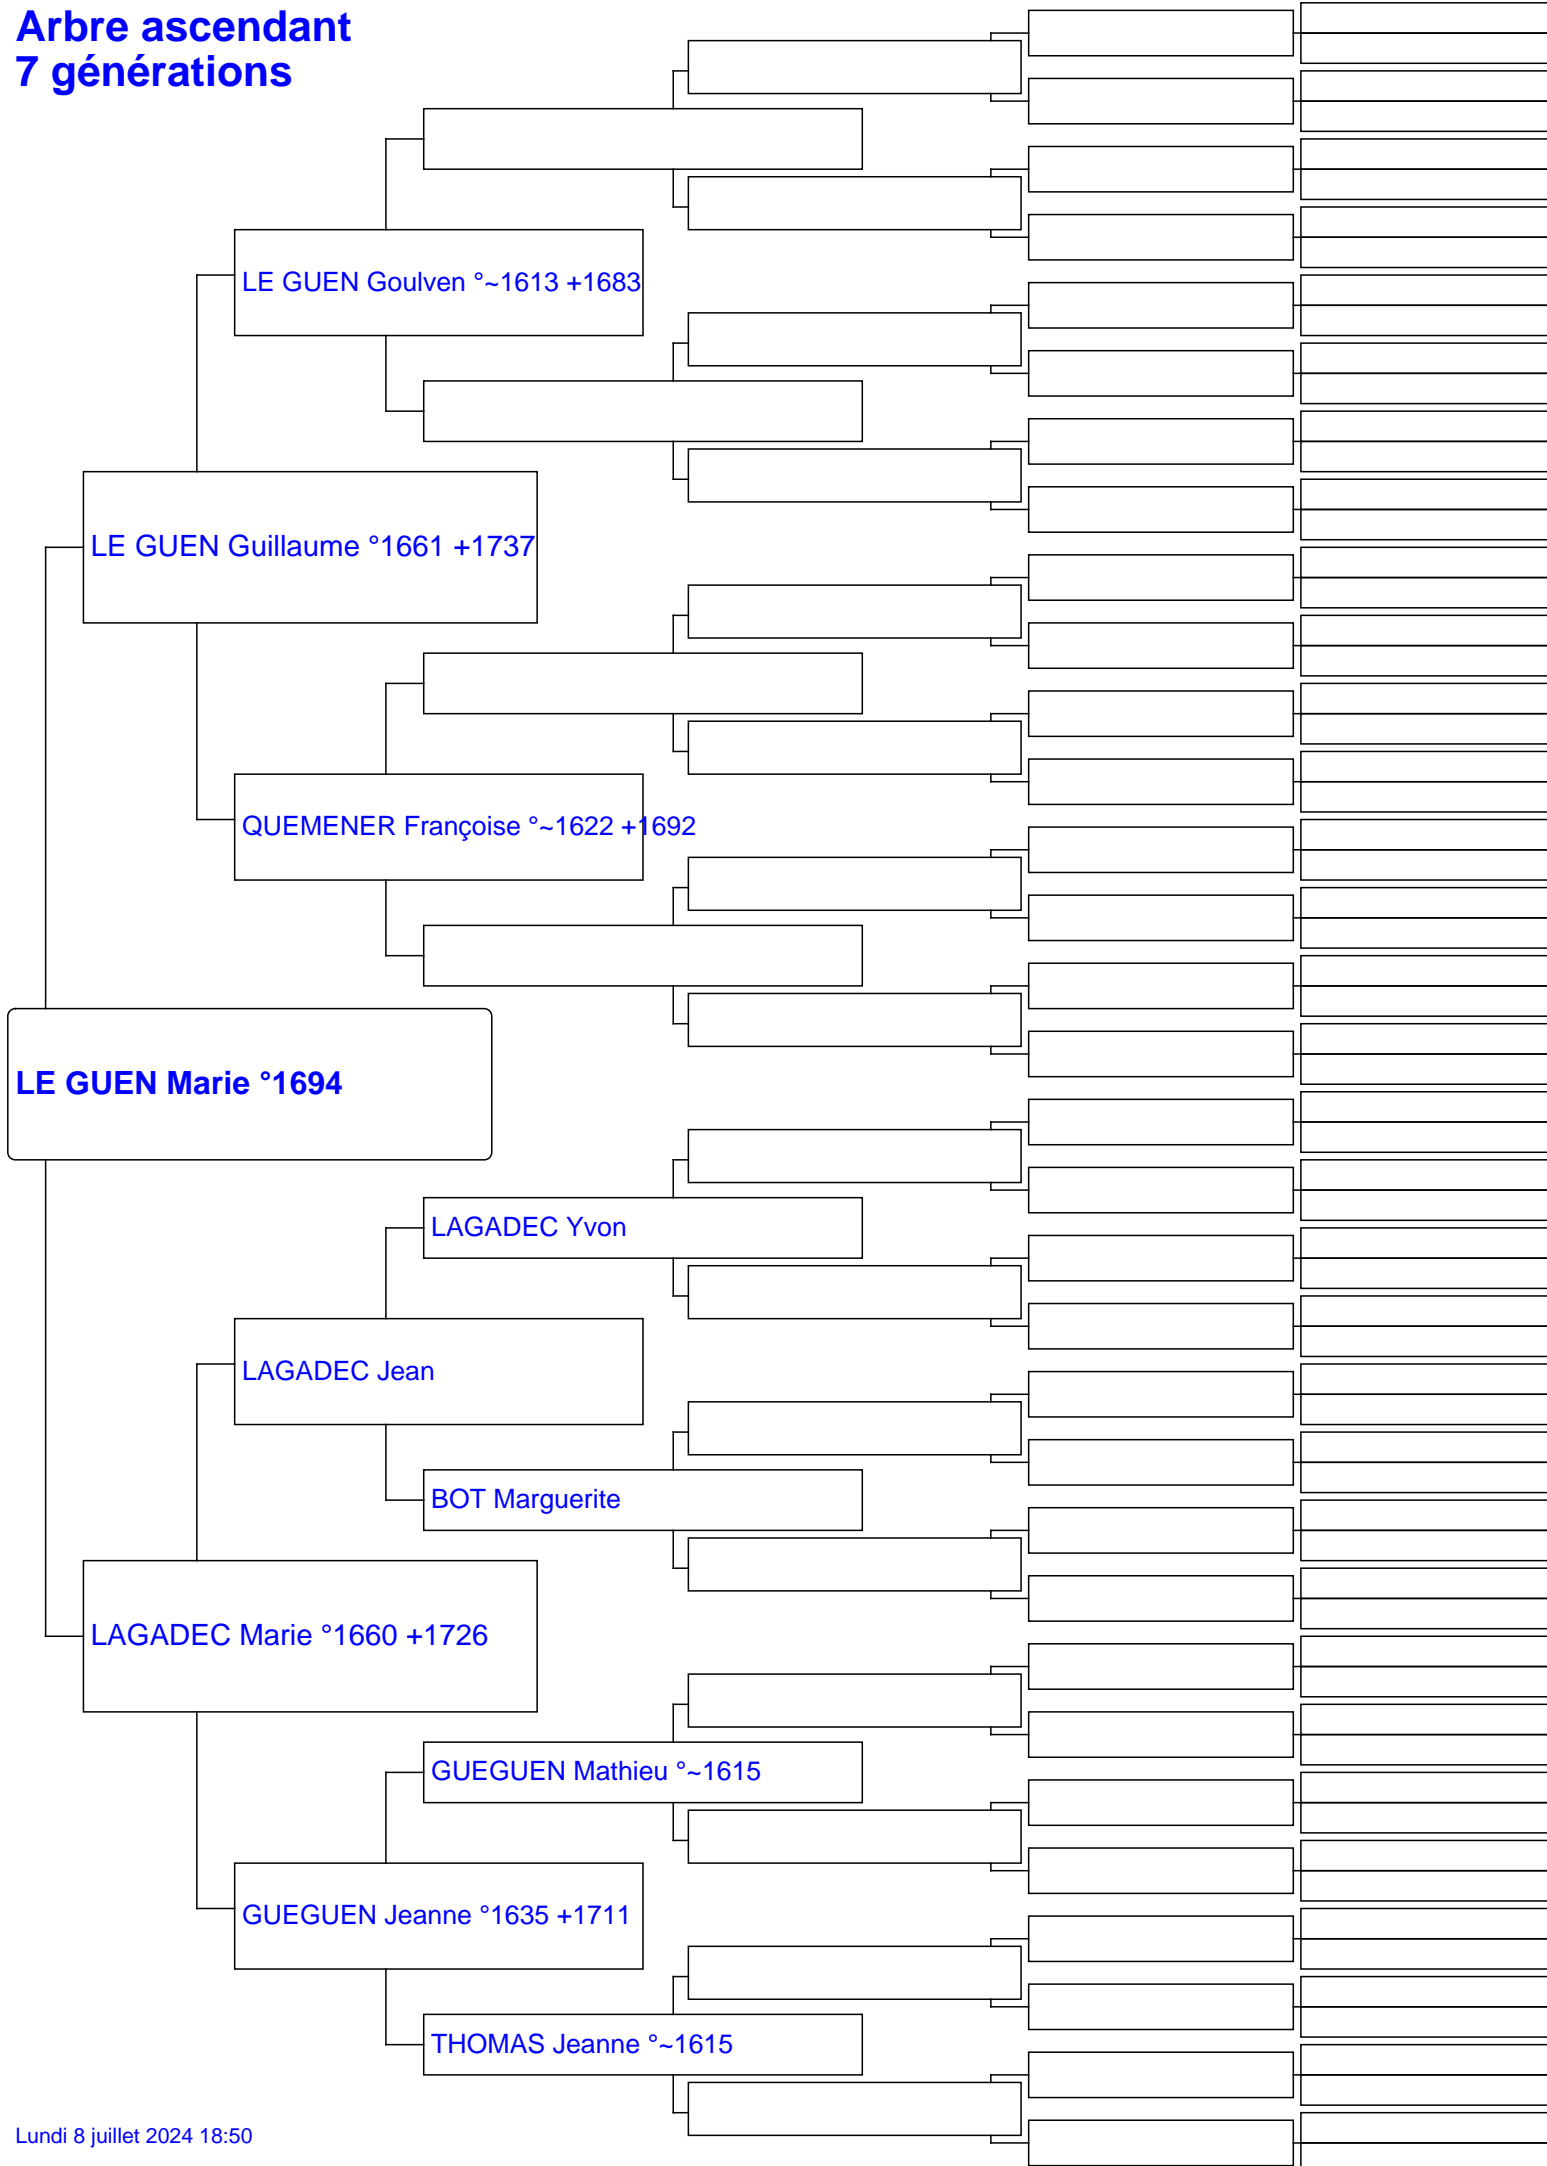 Arbre ascendant
7 générations
LE GUEN Goulven °~1613 +1683
LE GUEN Guillaume °1661 +1737
QUEMENER Françoise °~1622 +1692
LE GUEN Marie °1694
LAGADEC Yvon
LAGADEC Jean
BOT Marguerite
LAGADEC Marie °1660 +1726
GUEGUEN Mathieu °~1615
GUEGUEN Jeanne °1635 +1711
THOMAS Jeanne °~1615
Lundi 8 juillet 2024 18:50